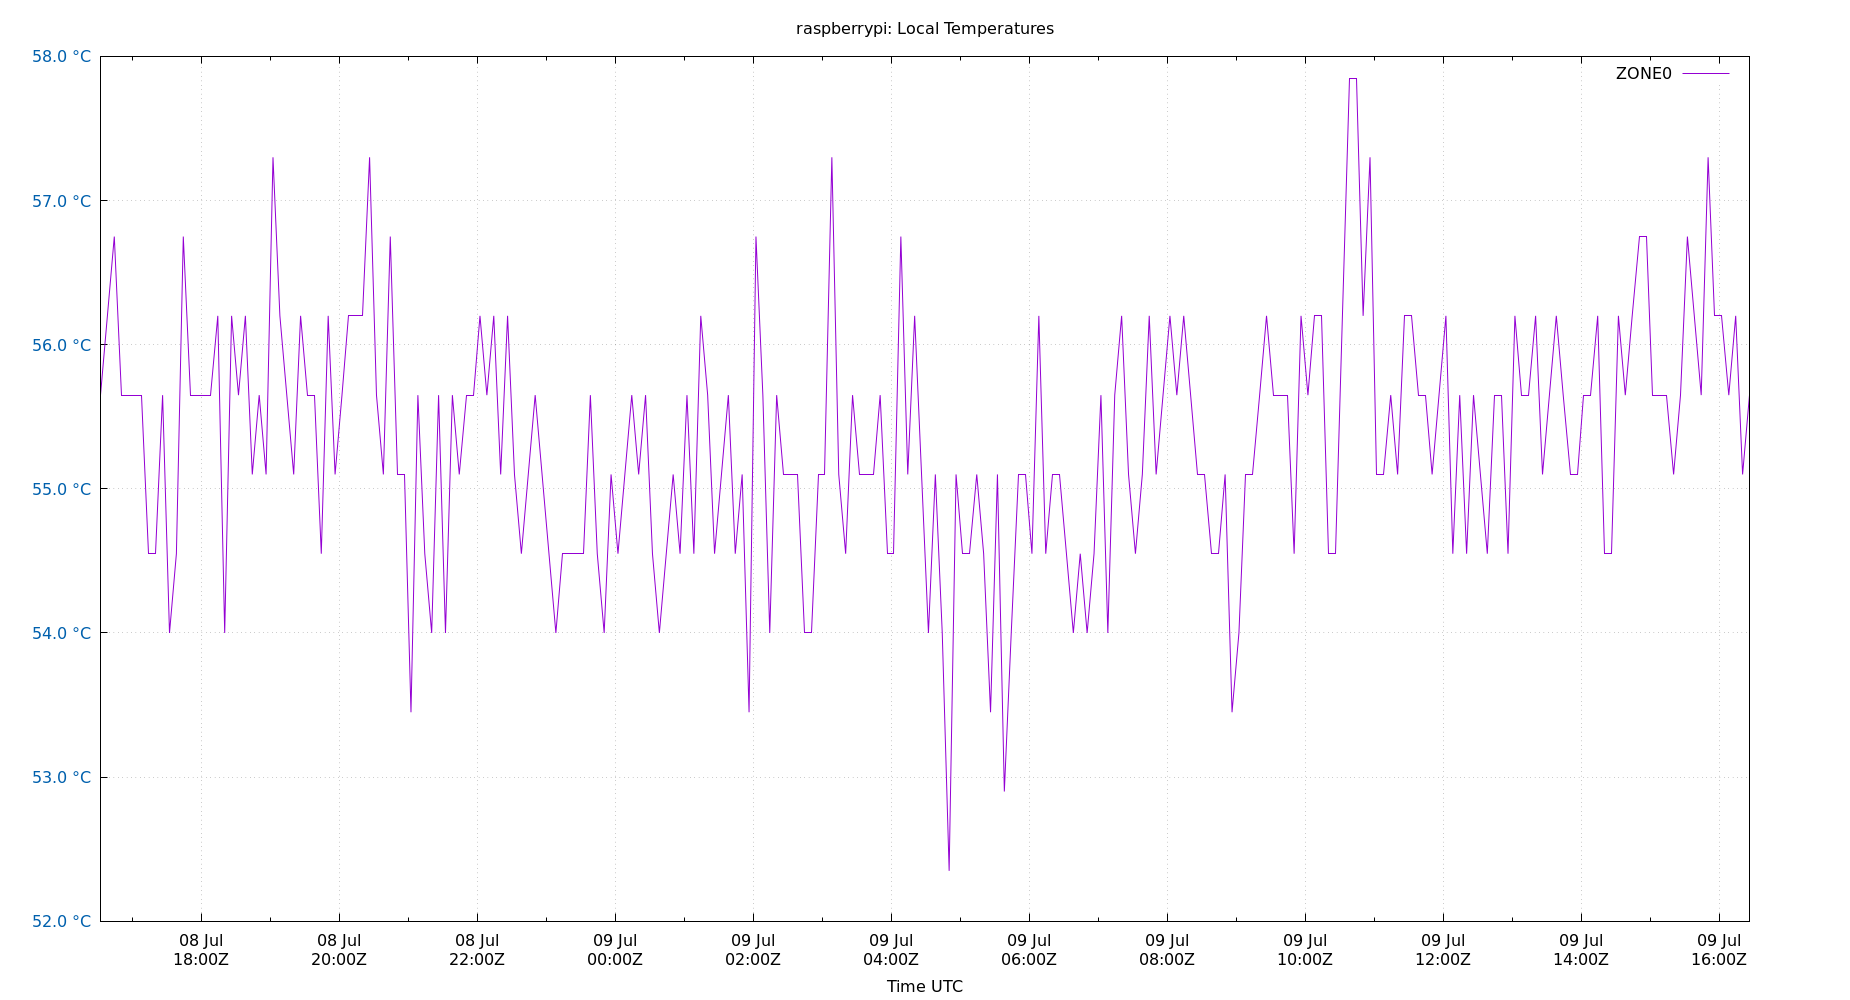 raspberrypi: Local Temperatures
58.0 °C
ZONE0
57.0 °C
56.0 °C
55.0 °C
54.0 °C
53.0 °C
52.0 °C
08 Jul 08 Jul 08 Jul 09 Jul 09 Jul 09 Jul 09 Jul 09 Jul 09 Jul 09 Jul 09 Jul 09 Jul
18:00Z 20:00Z 22:00Z 00:00Z 02:00Z 04:00Z 06:00Z 08:00Z 10:00Z 12:00Z 14:00Z 16:00Z
Time UTC